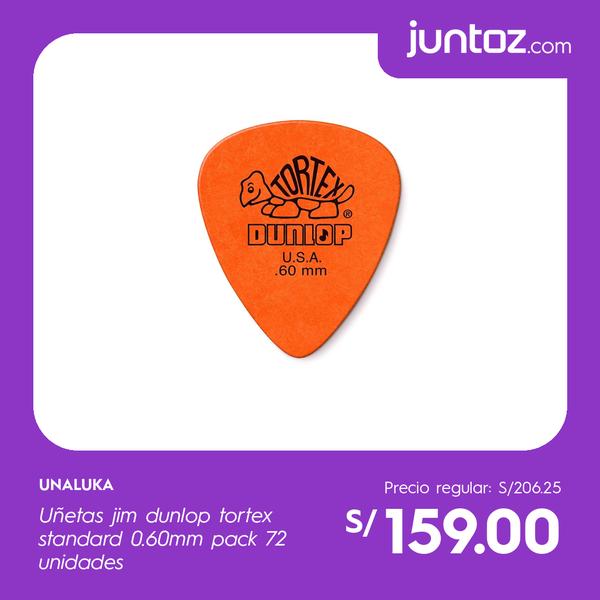 juntoz.com
TORTEX
®
DUNLOP
U.S.A.
.60 mm
UNALUKA
Uñetas jim dunlop tortex
standard 0.60mm pack 72
unidades
Precio regular: S/206.25
S/159.00